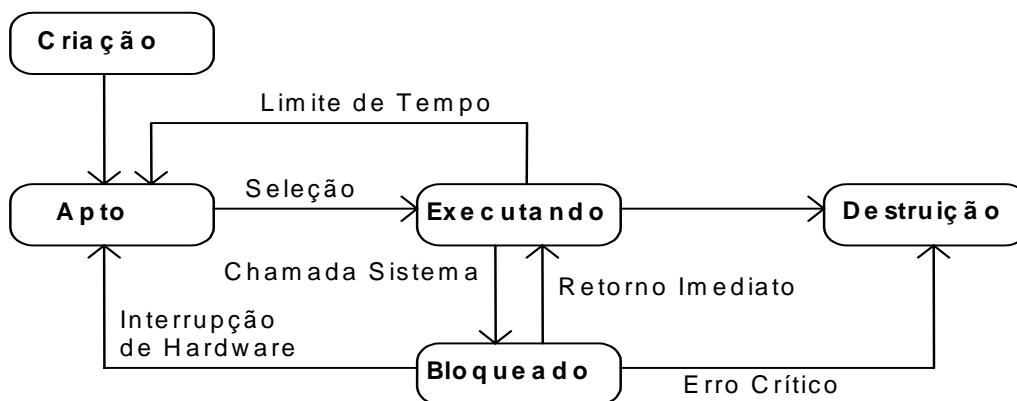 Criação
Limite de Tempo
Seleção
Apto
Executando
Destruição
Chamada Sistema
Retorno Imediato
Interrupção
de Hardware
Bloqueado
Erro Crítico